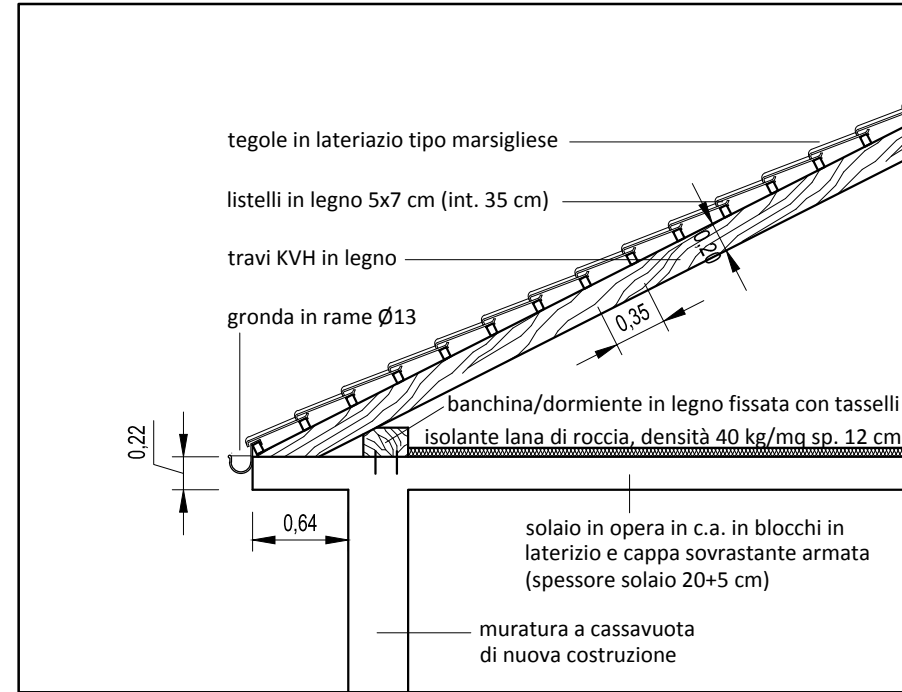 tegole in lateriazio tipo marsigliese
listelli in legno 5x7 cm (int. 35 cm)
travi KVH in legno
gronda in rame Ø13
0,20
0,35
0,22
banchina/dormiente in legno fissata con tasselli
isolante lana di roccia, densità 40 kg/mq sp. 12 cm
0,64
solaio in opera in c.a. in blocchi in
laterizio e cappa sovrastante armata
(spessore solaio 20+5 cm)
muratura a cassavuota
di nuova costruzione